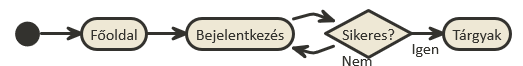 Főoldal
Bejelentkezés
Sikeres?
Igen
Nem
Tárgyak